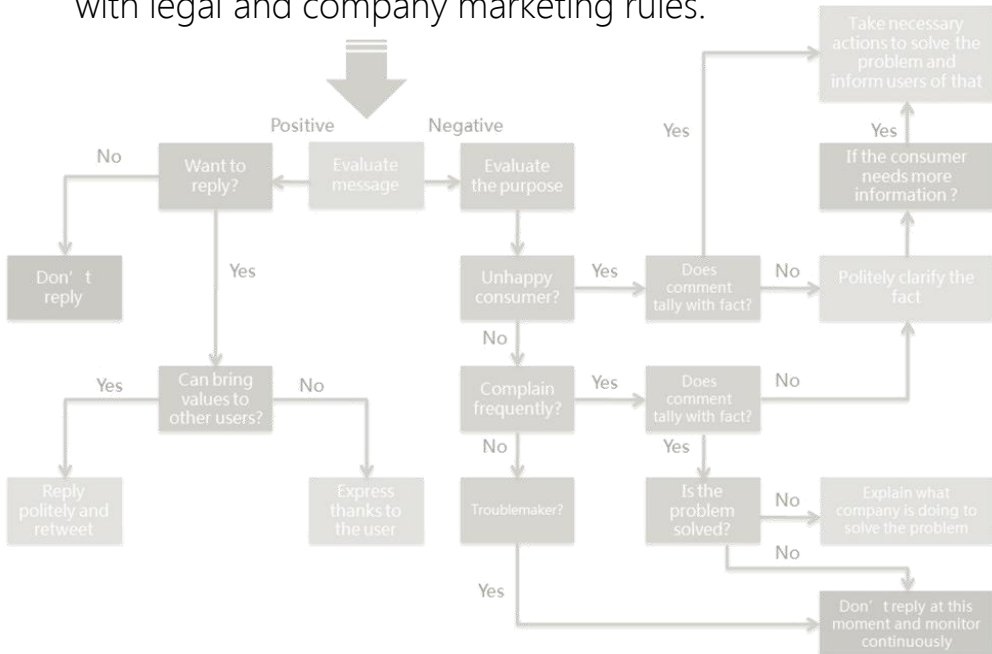 with legal and company marketing rules.
Take necessary
actions to solve the
problem and
inform users of that
Positive
Negative
Yes
Yes
No
Want to
reply?
Evaluate
message
Evaluate
the purpose
If the consumer
needs more
information ?
Don' t
reply
Yes
Unhappy
consumer?
Yes
Does
comment
tally with fact?
No
Politely clarify the
fact
No
Yes
Can bring
values to
other users?
No
Complain
frequently?
Yes
Does
comment
tally with fact?
No
No
Yes
Reply
politely and
retweet
Express
thanks to
the user
Troublemaker?
Is the
problem
solved?
No
Explain what
company is doing to
solve the problem
No
Yes
Don' t reply at this
moment and monitor
continuously